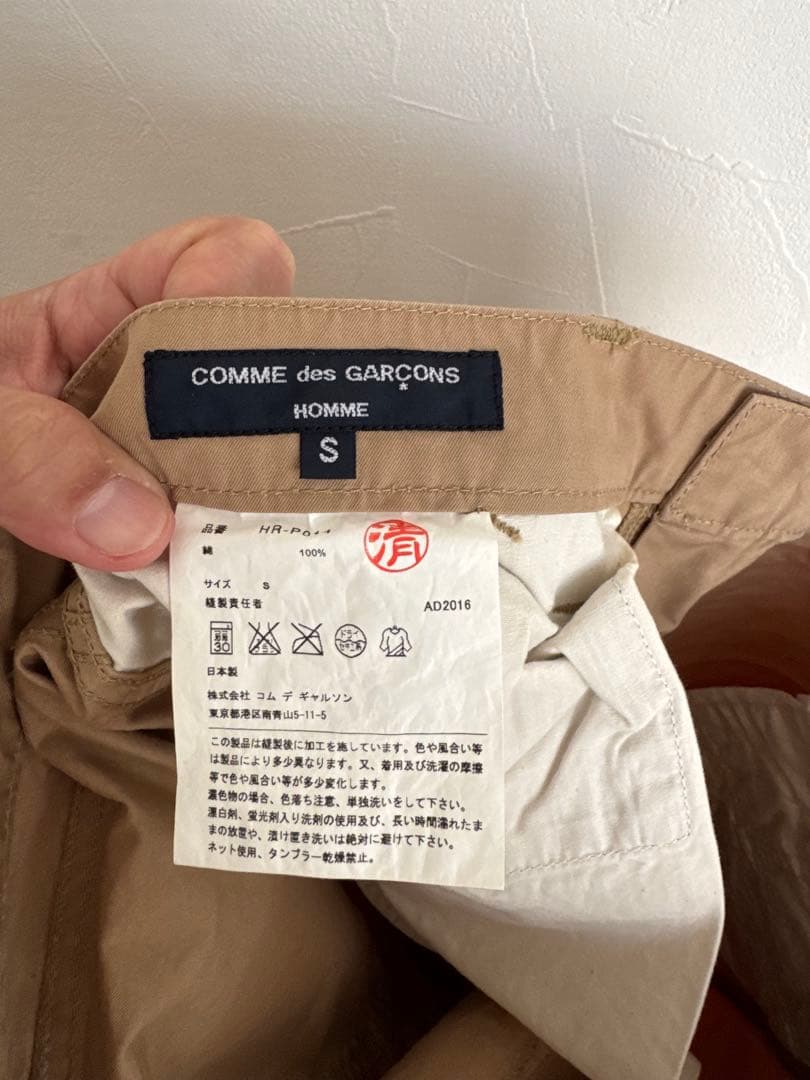 COMME des GARÇONS
HOMME
S
品番 HR-P011
清
綿 100%
サイズ S
縫製責任者 AD2016
30 ドライ セキユ系
日本製
株式会社 コム デ ギャルソン
東京都港区南青山5-11-5
この製品は縫製後に加工を施しています。色や風合い等
は製品により多少異なります。又、着用及び洗濯の摩擦
等で色や風合い等が多少変化します。
濃色物の場合、色落ち注意、単独洗いをして下さい。
漂白剤、蛍光剤入り洗剤の使用及び、長い時間濡れたま
まの放置や、漬け置き洗いは絶対に避けて下さい。
ネット使用、タンブラー乾燥禁止。